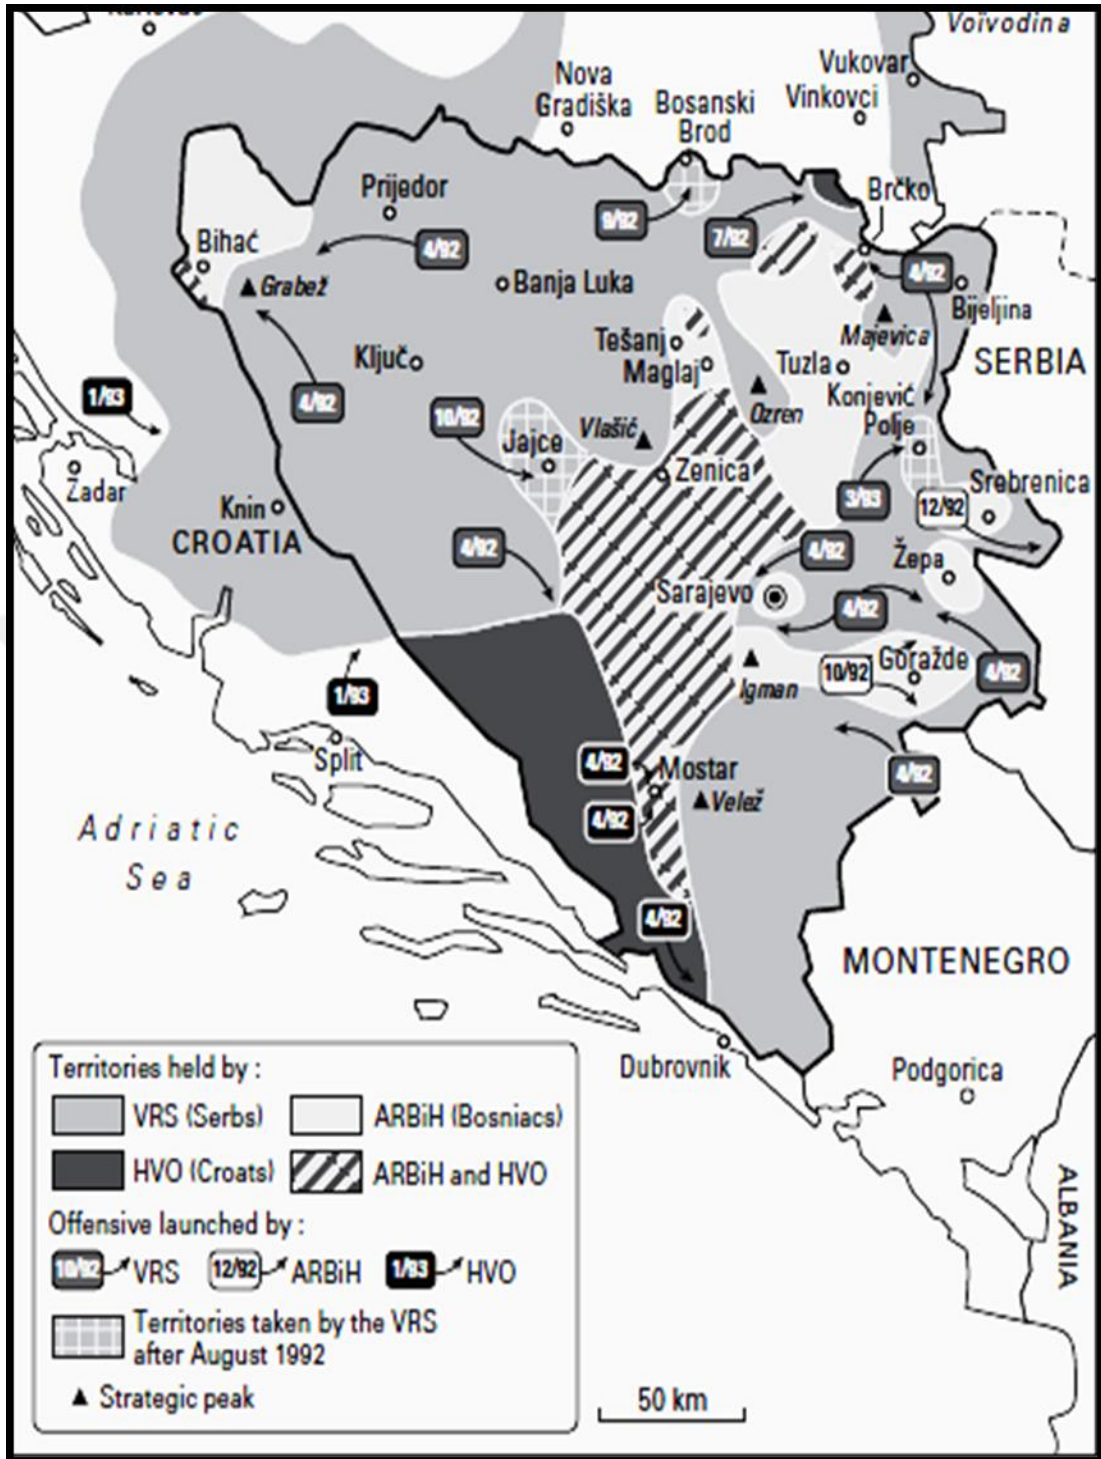 Voïvodina
Vukovar
Nova
Gradiška
Bosanski
Brod
Vinkovci
Brčko
Prijedor
9/92
7/92
Bihać
4/92
Grabež
Banja Luka
4/92
Bijeljina
Majevica
SERBIA
Tešanj
Maglaj
Tuzla
Ključ
1/93
4/92
10/92
Konjević
Polje
Ozren
Vlašić
Jajce
Zenica
Žadar
Srebrenica
Knin
3/93
12/92
CROATIA
4/92
4/92
Žepa
Sarajevo
4/92
Igman
10/92
Goražde
4/92
1/93
Split
4/92
Mostar
Velež
4/92
4/92
Adriatic
Sea
4/92
MONTENEGRO
Dubrovnik
Podgorica
ALBANIA
Territories held by :
VRS (Serbs)
ARBiH (Bosniacs)
HVO (Croats)
ARBiH and HVO
Offensive launched by :
10/92 VRS
12/92 ARBiH
1/93 HVO
Territories taken by the VRS
after August 1992
Strategic peak
50 km